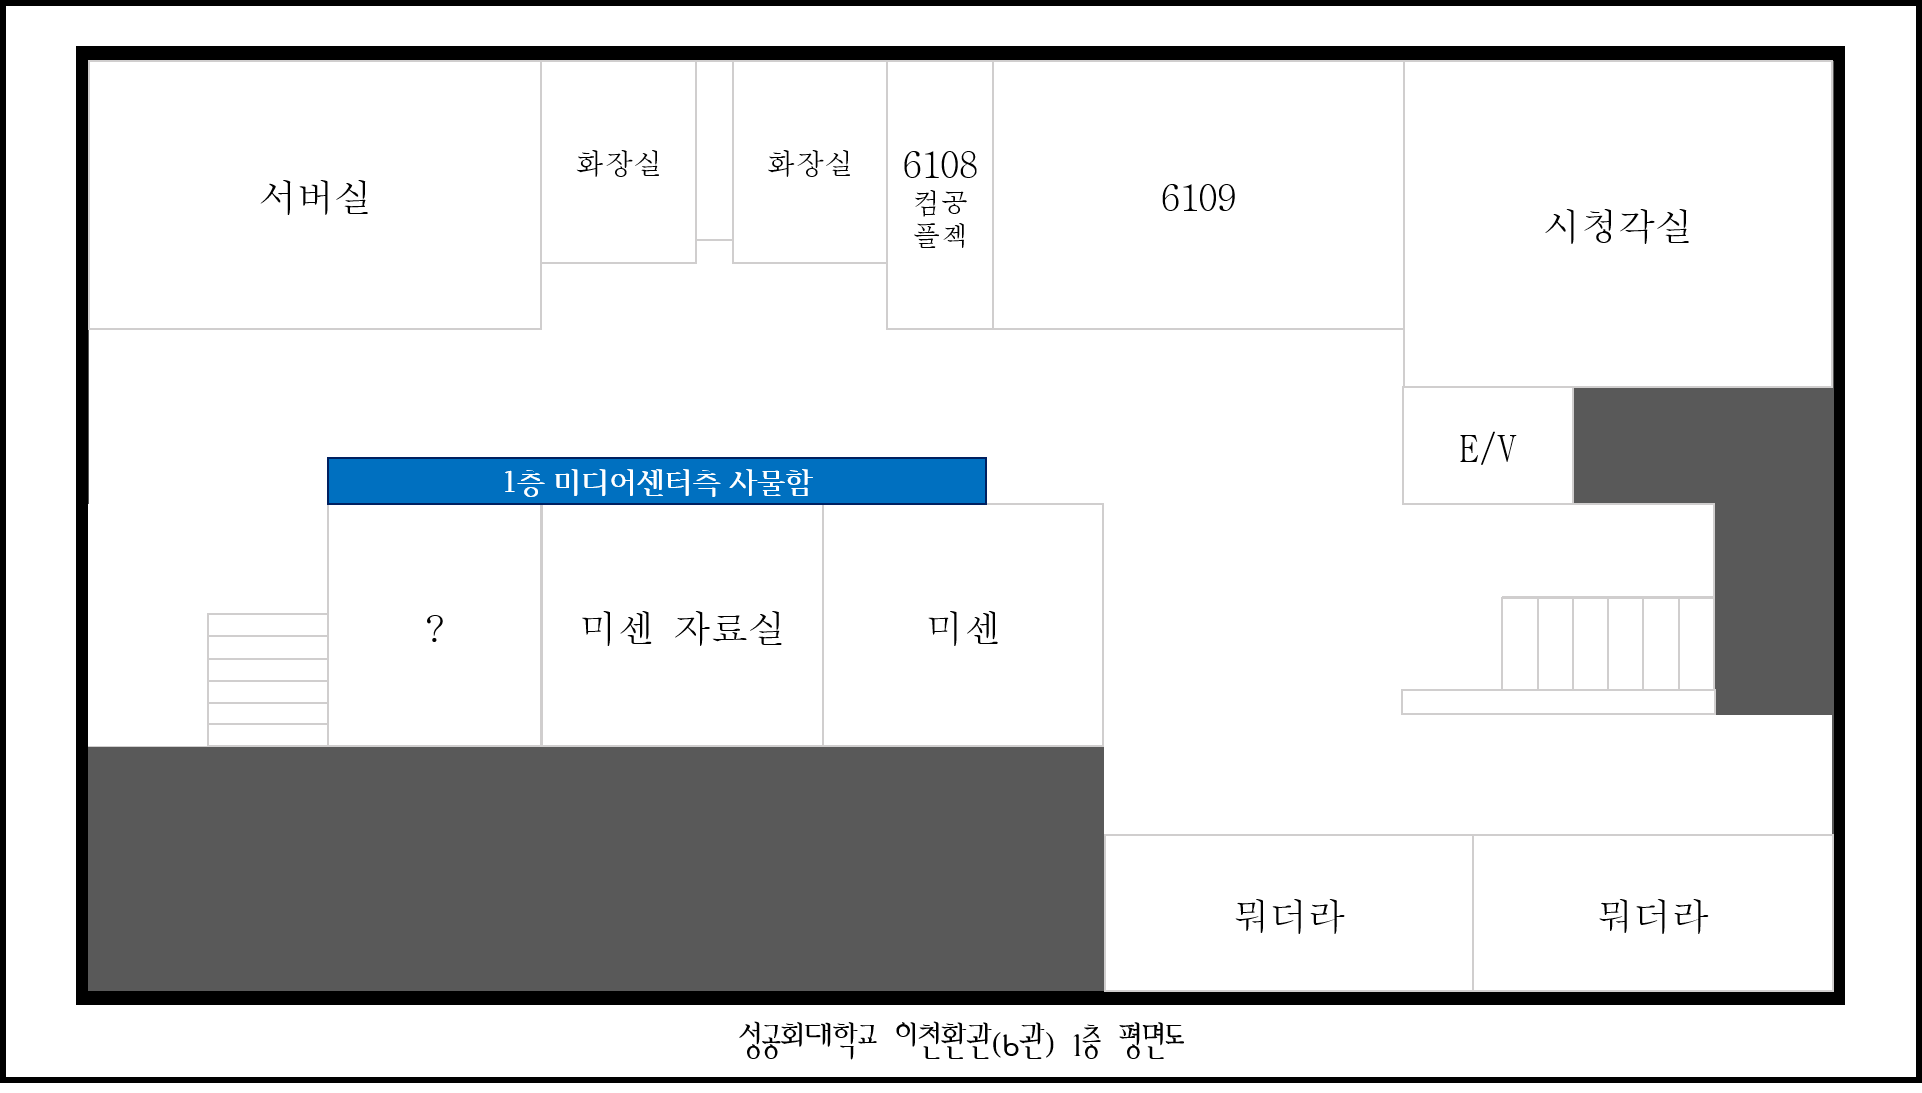 서버실
화장실
화장실
6108
컴공
플젝
6109
시청각실
E/V
1층 미디어센터측 사물함
?
미센 자료실
미센
뭐더라
뭐더라
성공회대학교 이천환관(6관) 1층 평면도